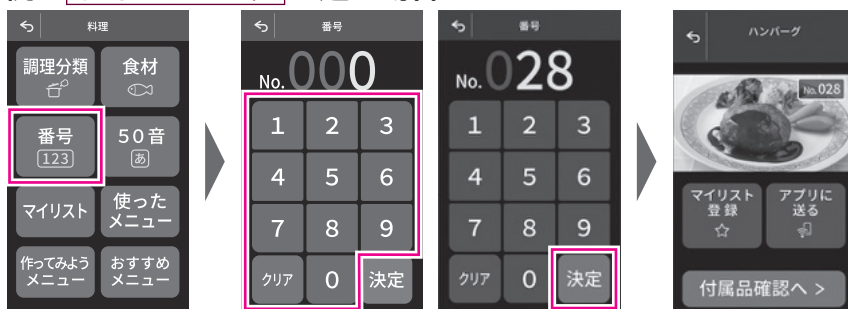 料理
調理分類 食材
番号 50音
123 あ
マイリスト 使ったメニュー
作ってみようメニュー おすすめメニュー
番号
No.000
1 2 3
4 5 6
7 8 9
クリア 0 決定
番号
No.028
1 2 3
4 5 6
7 8 9
クリア 0 決定
ハンバーグ
No.028
マイリスト登録 アプリに送る
付属品確認へ >